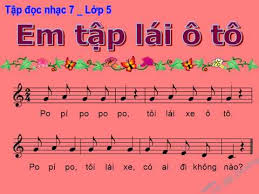 Tập đọc nhạc 7 _ Lớp 5
Em tập lái ô tô
Po pí po po po, tôi lái xe ô tô
Po pí po, tôi lái xe, có ai đi không nào?